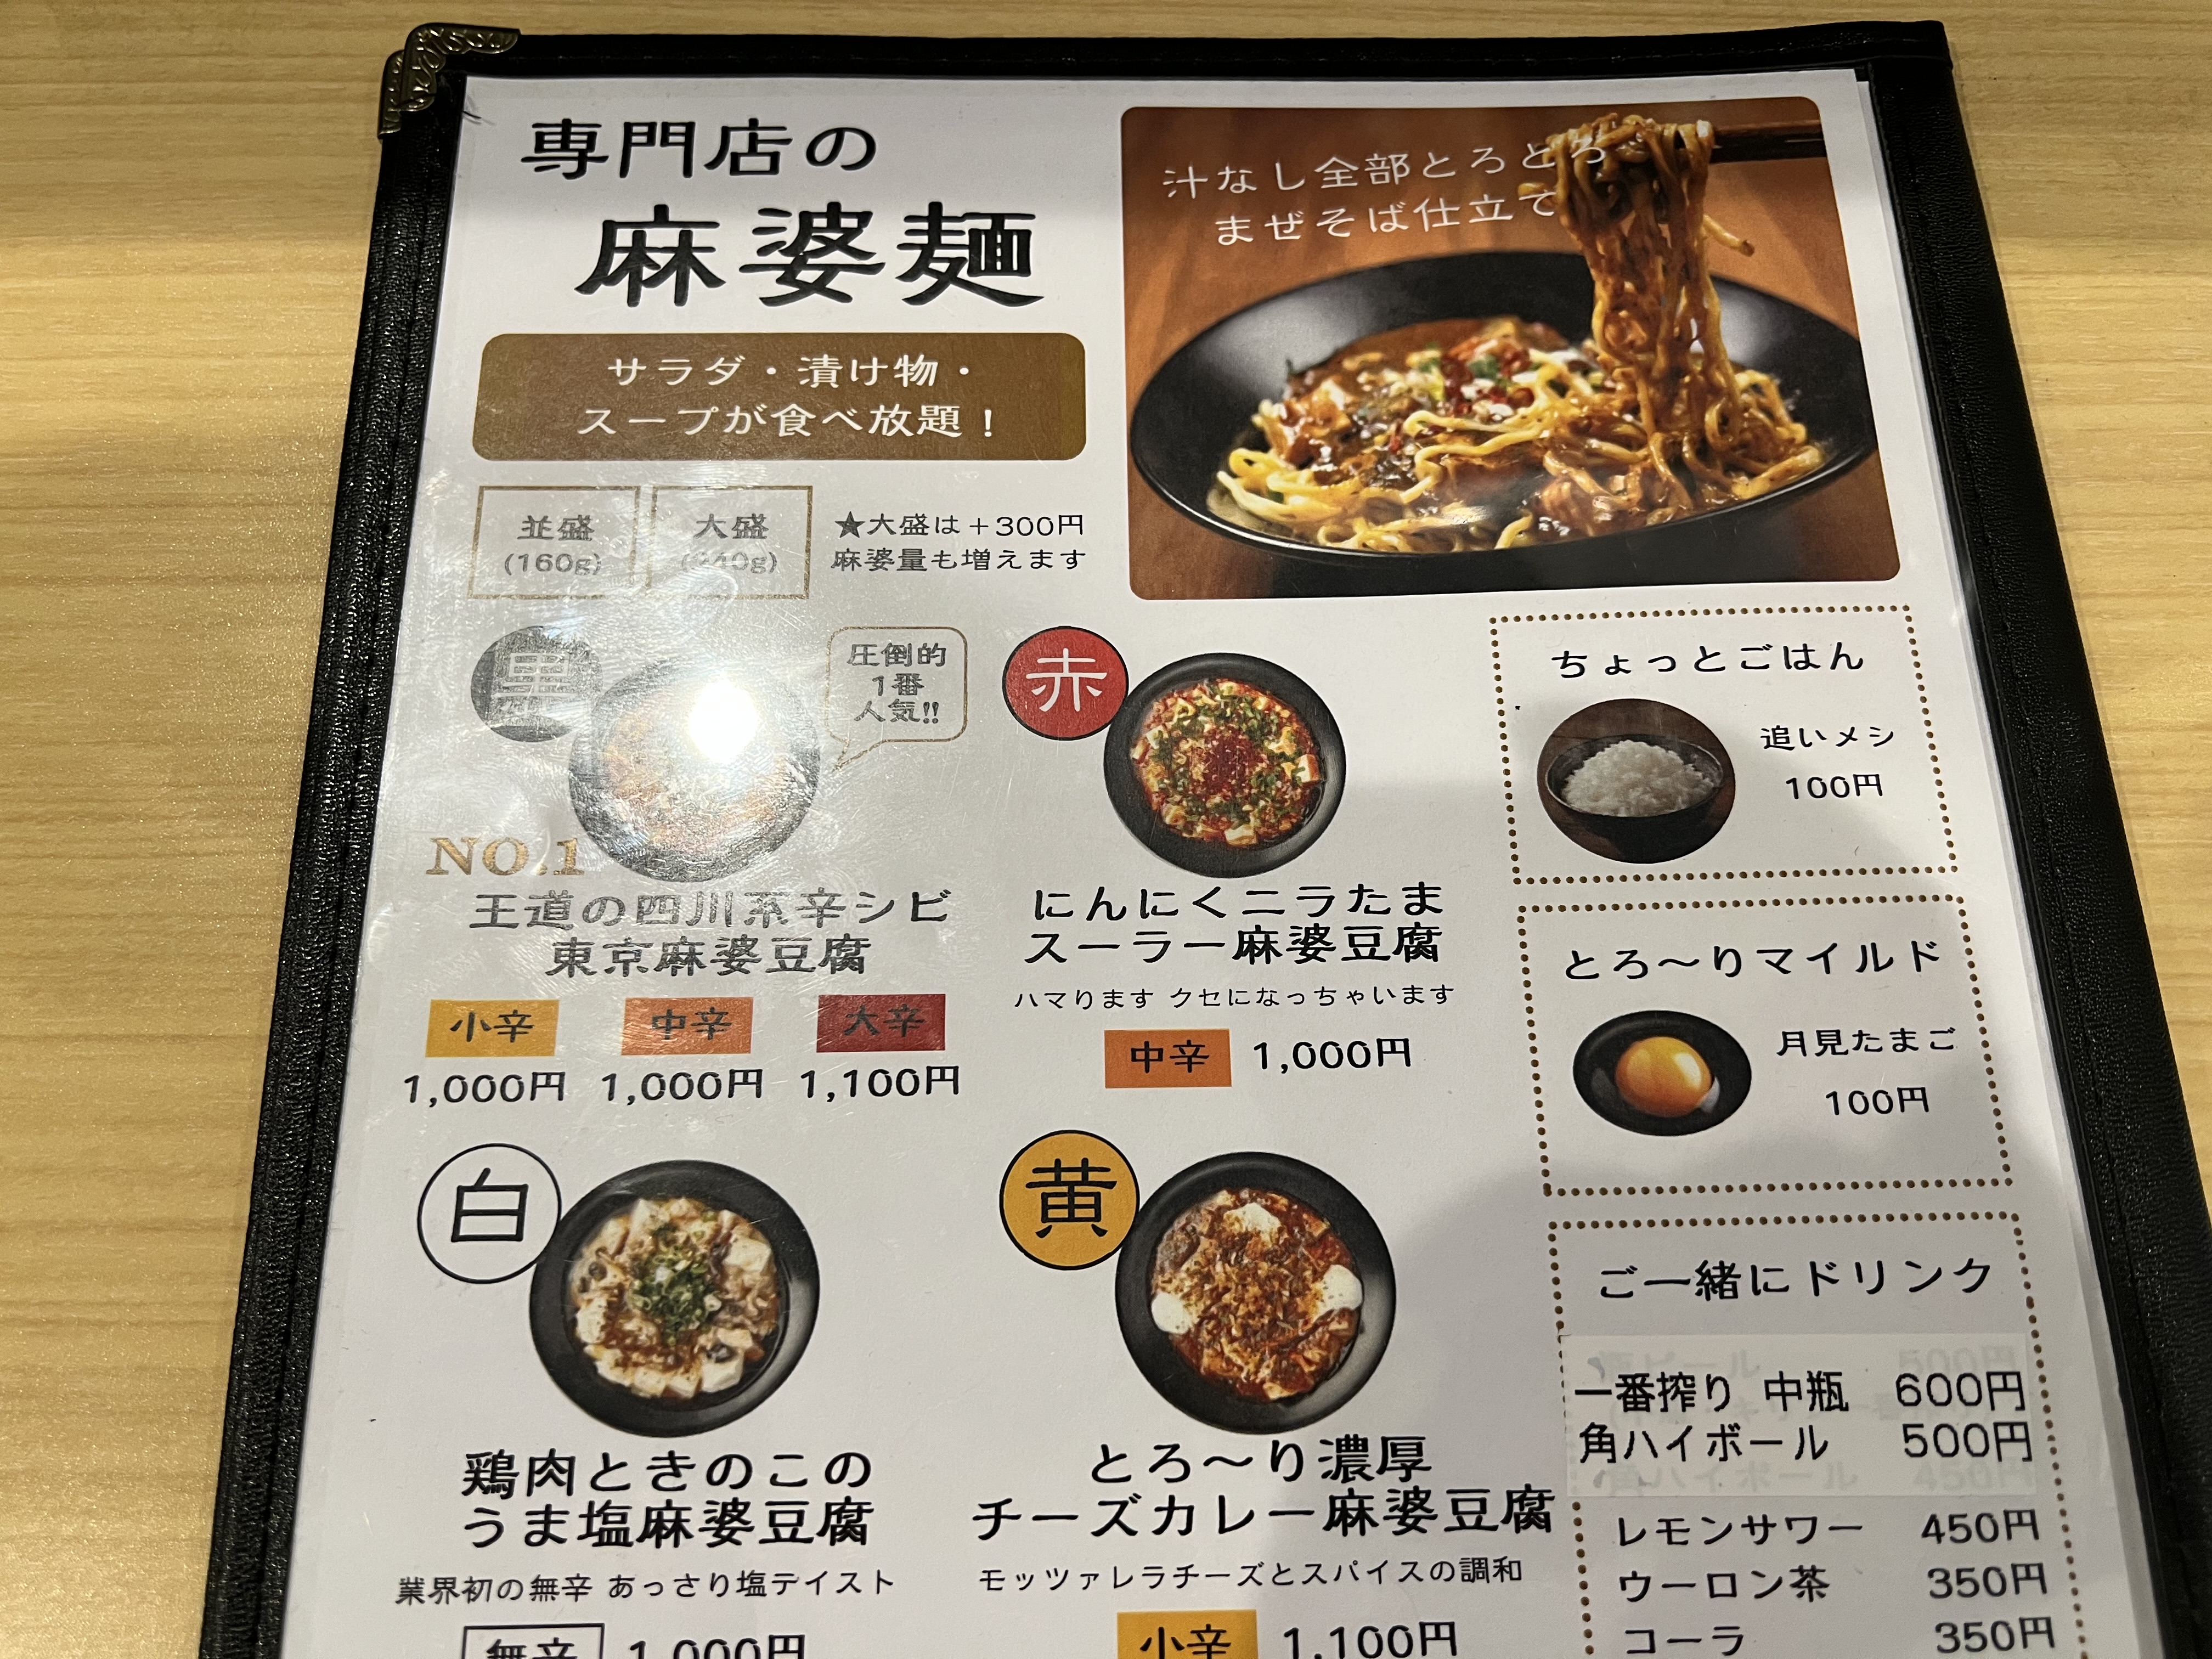 専門店の
麻婆麺
サラダ・漬け物・
スープが食べ放題！
汁なし全部とろとろ
まぜそば仕立て
並盛
(160g)
大盛
★大盛は＋300円
麻婆量も増えます
黒
圧倒的
1番
人気!!
NO.1
王道の四川系辛シビ
東京麻婆豆腐
小辛
中辛
大辛
1,000円
1,000円
1,100円
赤
にんにくニラたま
スーラー麻婆豆腐
ハマります クセになっちゃいます
中辛 1,000円
白
鶏肉ときのこの
うま塩麻婆豆腐
業界初の無辛 あっさり塩テイスト
無辛 1,000円
黄
とろ〜り濃厚
チーズカレー麻婆豆腐
モッツァレラチーズとスパイスの調和
小辛 1,100円
ちょっとごはん
追いメシ
100円
とろ〜りマイルド
月見たまご
100円
ご一緒にドリンク
一番搾り 中瓶 600円
角ハイボール 500円
レモンサワー 450円
ウーロン茶 350円
コーラ 350円